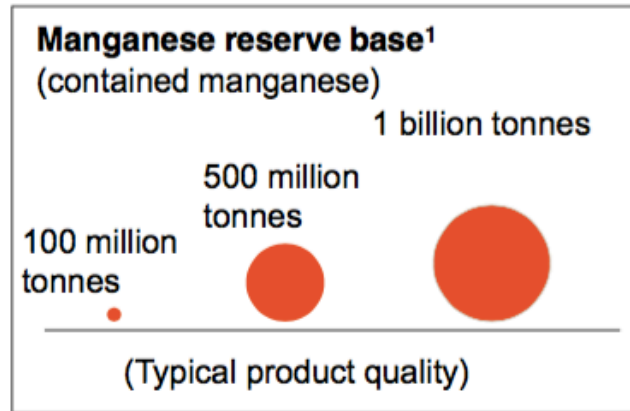 Manganese reserve base¹
(contained manganese)
1 billion tonnes
500 million
tonnes
100 million
tonnes
(Typical product quality)